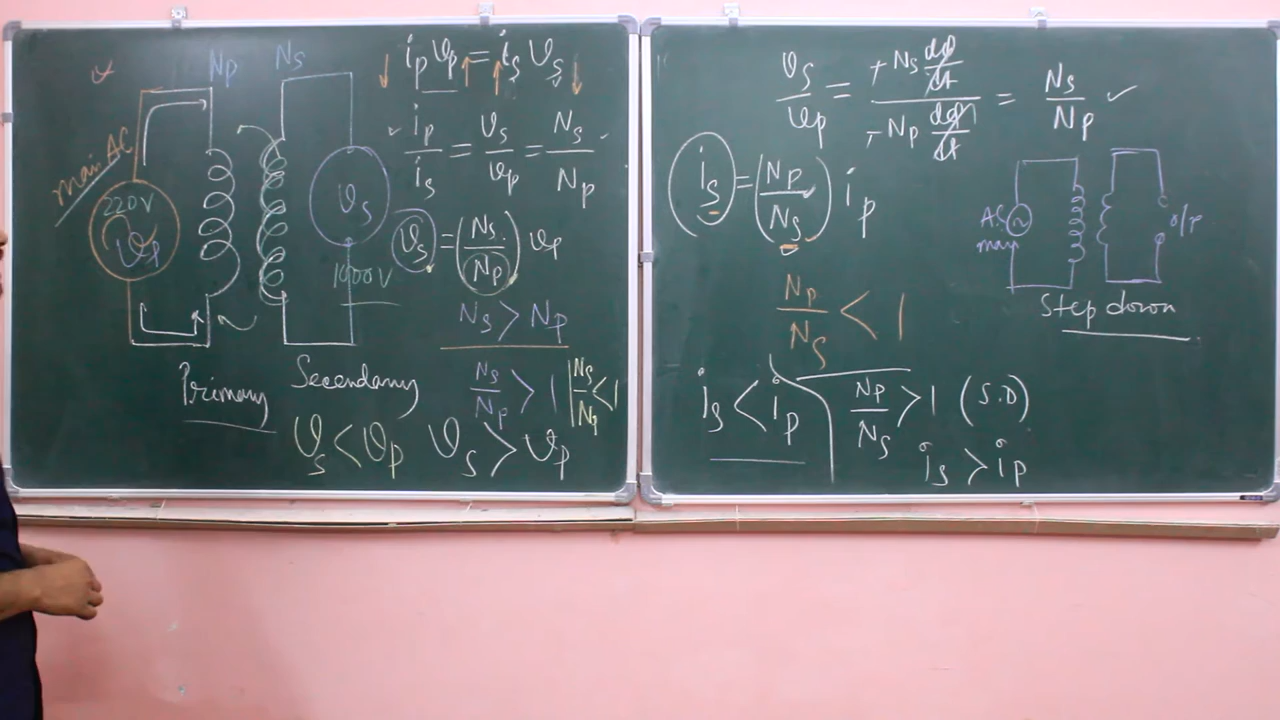 Np Ns
main AC
220V
Vp
Vs
1000V
Primary Secendany
ip Vp = is Vs
ip/is = Vs/Vp = Ns/Np
Vs = (Ns/Np) Vp
Ns > Np
Ns/Np > 1 | Ns/Np < 1
Vs < Vp Vs > Vp
Vs/Vp = +Ns dφ/dt / +Np dφ/dt = Ns/Np ✓
is = (Np/Ns) ip
Np/Ns < 1
is < ip
Np/Ns > 1 (S.D)
is > ip
AC
main
o/p
Step down